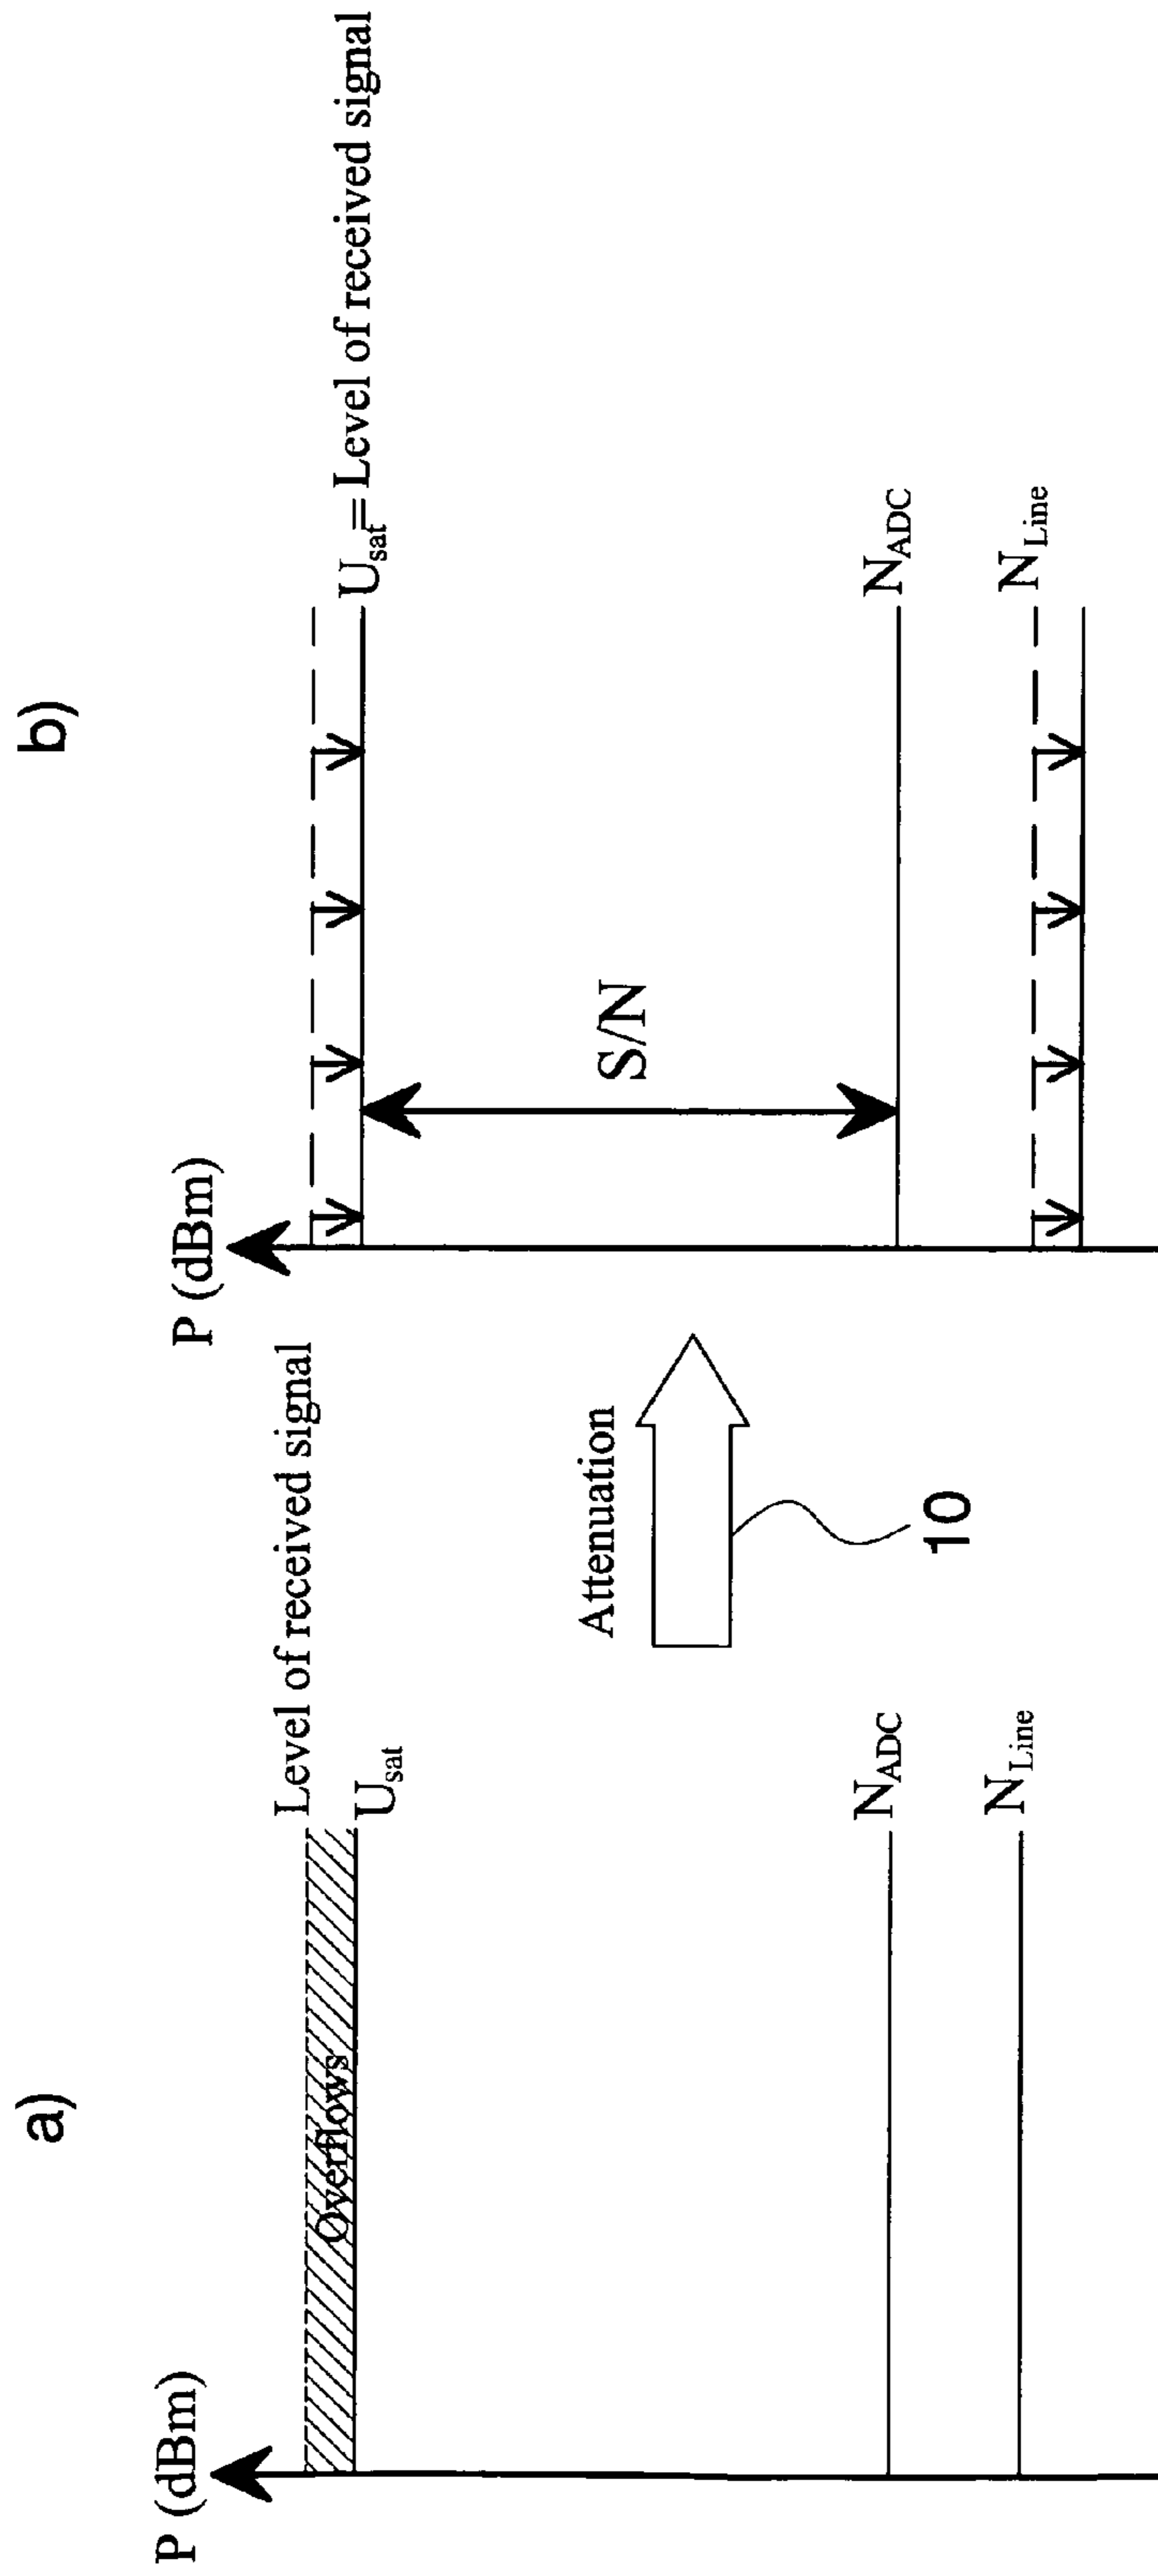 a)
P (dBm)
Level of received signal
Overflows
U_sat
N_ADC
N_Line
Attenuation
10
b)
P (dBm)
U_sat = Level of received signal
S/N
N_ADC
N_Line